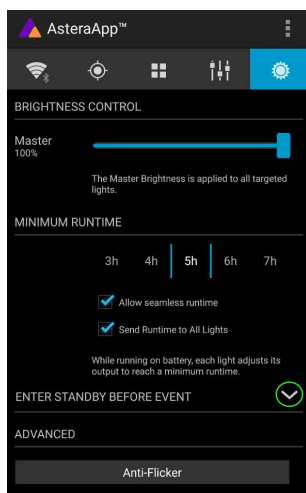 AsteraApp™
BRIGHTNESS CONTROL
Master
100%
The Master Brightness is applied to all targeted
lights.
MINIMUM RUNTIME
3h 4h 5h 6h 7h
Allow seamless runtime
Send Runtime to All Lights
While running on battery, each light adjusts its
output to reach a minimum runtime.
ENTER STANDBY BEFORE EVENT
ADVANCED
Anti-Flicker